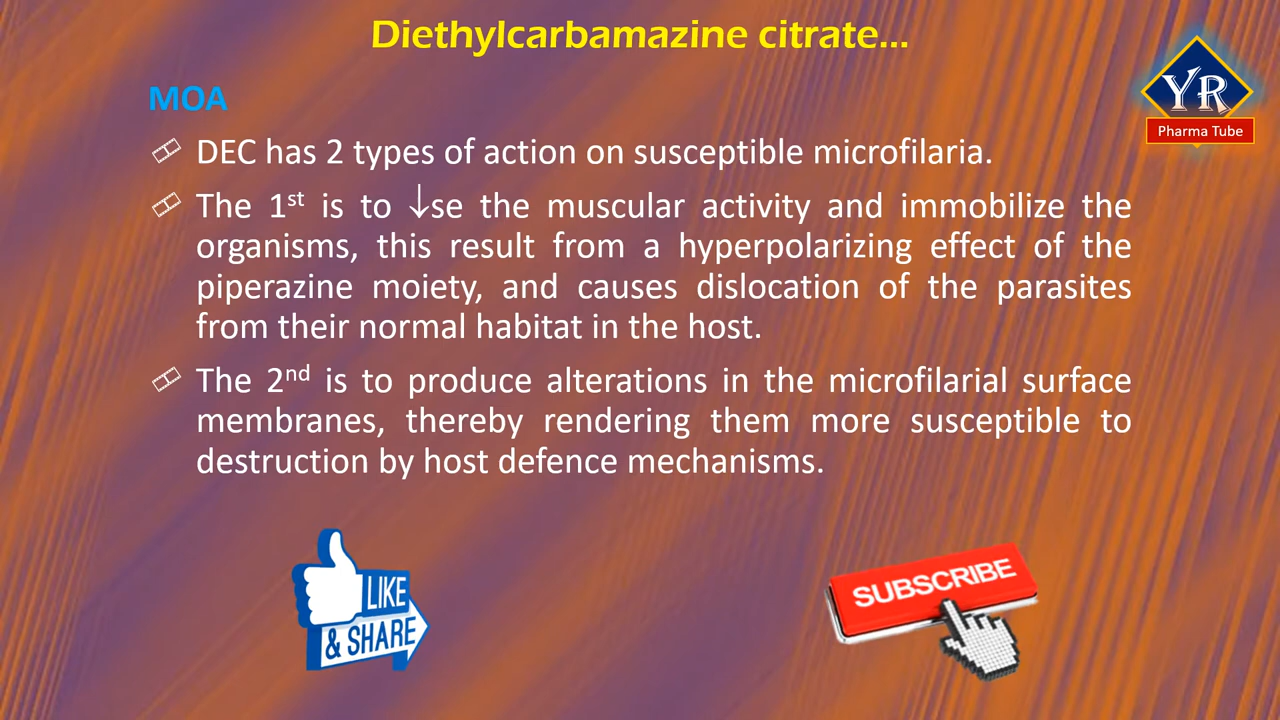 Diethylcarbamazine citrate...
YR
Pharma Tube
MOA
DEC has 2 types of action on susceptible microfilaria.
The 1st is to ↓se the muscular activity and immobilize the
organisms, this result from a hyperpolarizing effect of the
piperazine moiety, and causes dislocation of the parasites
from their normal habitat in the host.
The 2nd is to produce alterations in the microfilarial surface
membranes, thereby rendering them more susceptible to
destruction by host defence mechanisms.
LIKE
& SHARE
SUBSCRIBE